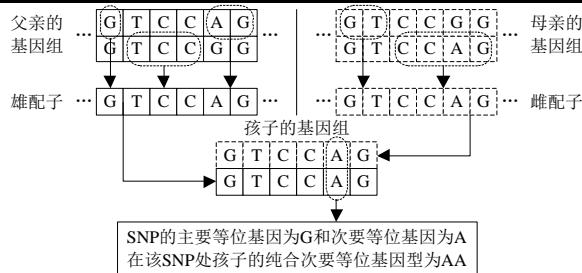 父亲的基因组
… G T C C A G …
… G T C C G G …
… G T C C G G …
… G T C C A G …
母亲的基因组
雄配子 … G T C C A G …
… G T C C A G … 雌配子
孩子的基因组
G T C C A G
G T C C A G
SNP的主要等位基因为G和次要等位基因为A
在该SNP处孩子的纯合次要等位基因型为AA